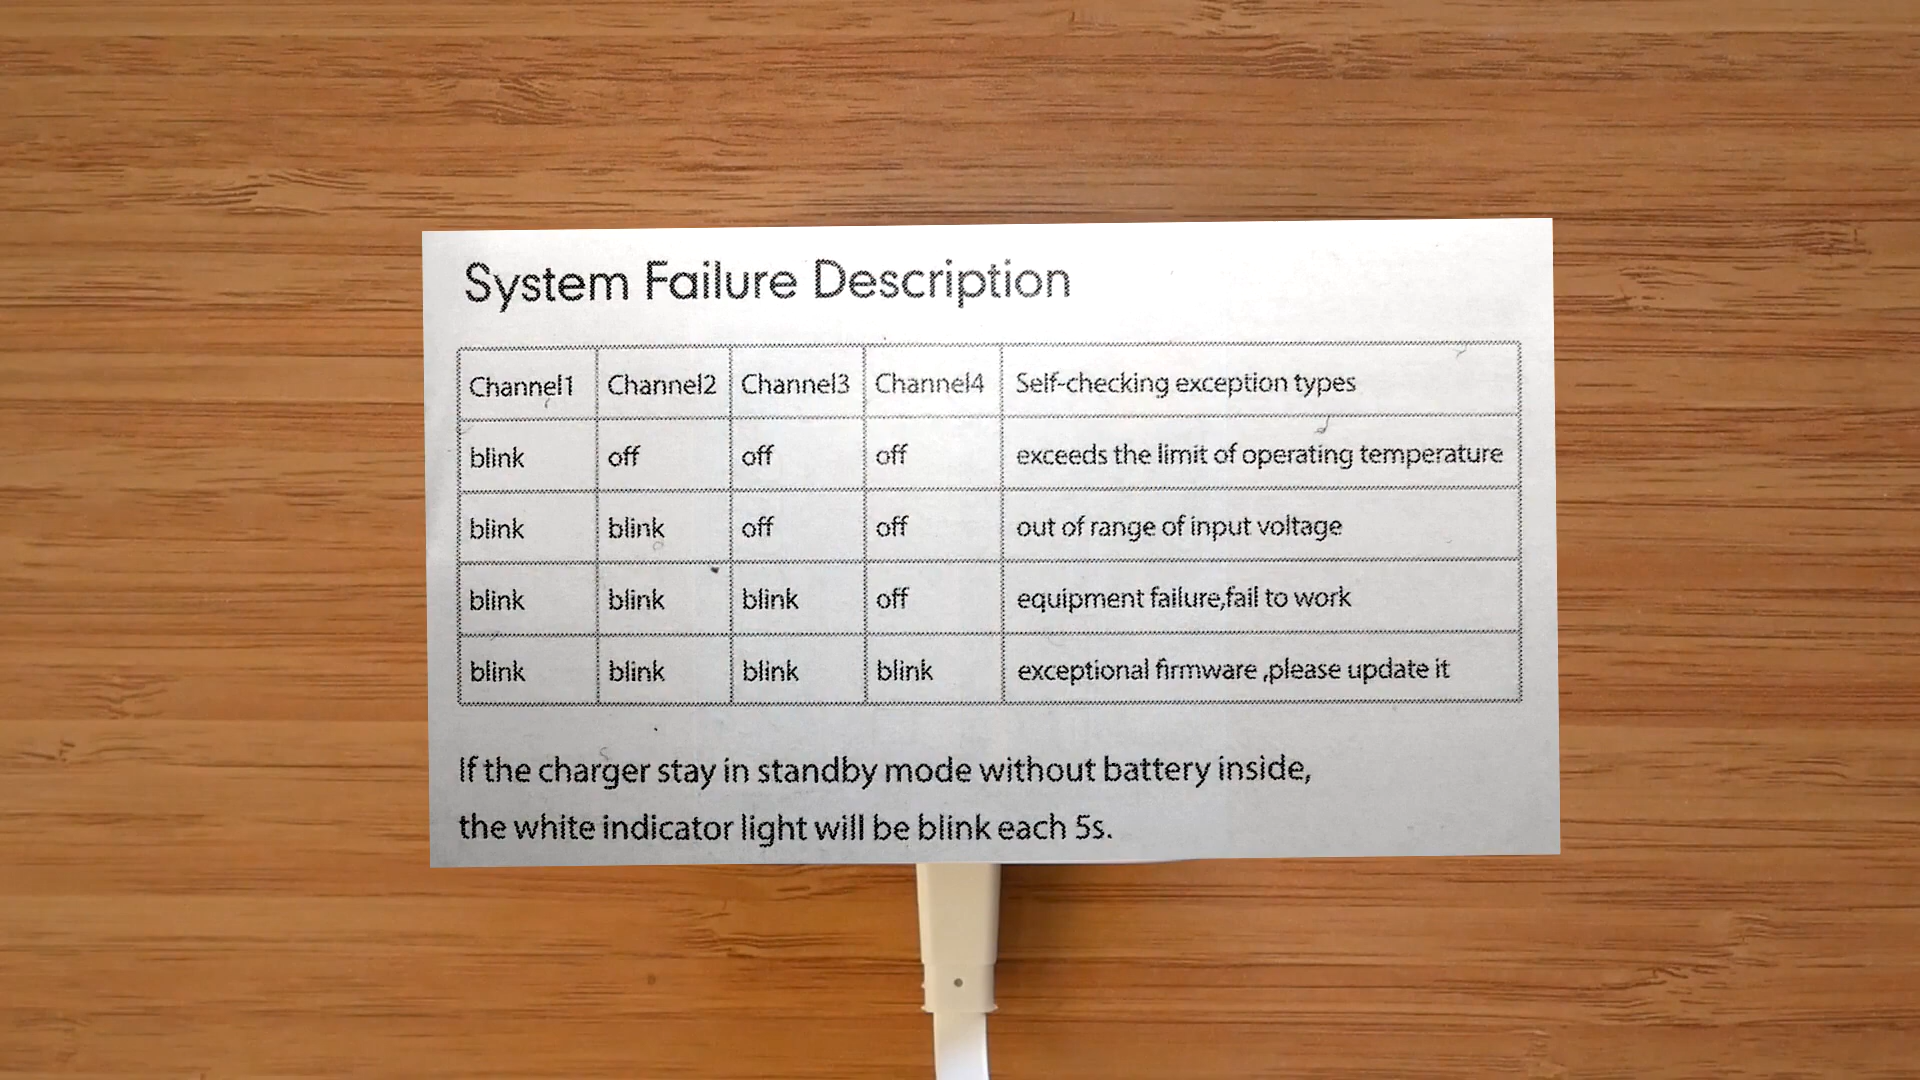 System Failure Description
Channel1 Channel2 Channel3 Channel4 Self-checking exception types
blink off off off exceeds the limit of operating temperature
blink blink off off out of range of input voltage
blink blink blink off equipment failure,fail to work
blink blink blink blink exceptional firmware ,please update it
If the charger stay in standby mode without battery inside,
the white indicator light will be blink each 5s.